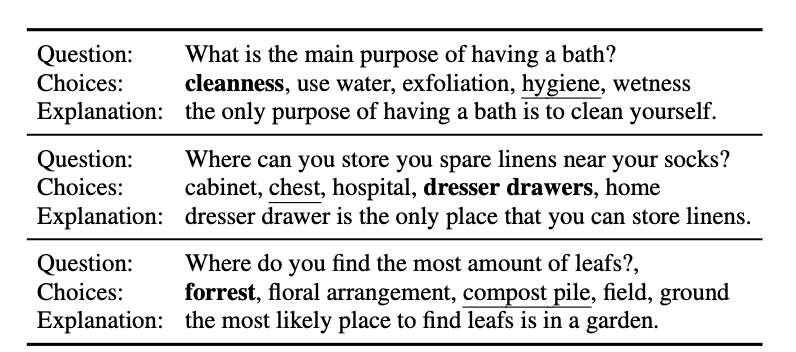 Question: What is the main purpose of having a bath?
Choices: cleanness, use water, exfoliation, hygiene, wetness
Explanation: the only purpose of having a bath is to clean yourself.
Question: Where can you store you spare linens near your socks?
Choices: cabinet, chest, hospital, dresser drawers, home
Explanation: dresser drawer is the only place that you can store linens.
Question: Where do you find the most amount of leafs?,
Choices: forrest, floral arrangement, compost pile, field, ground
Explanation: the most likely place to find leafs is in a garden.